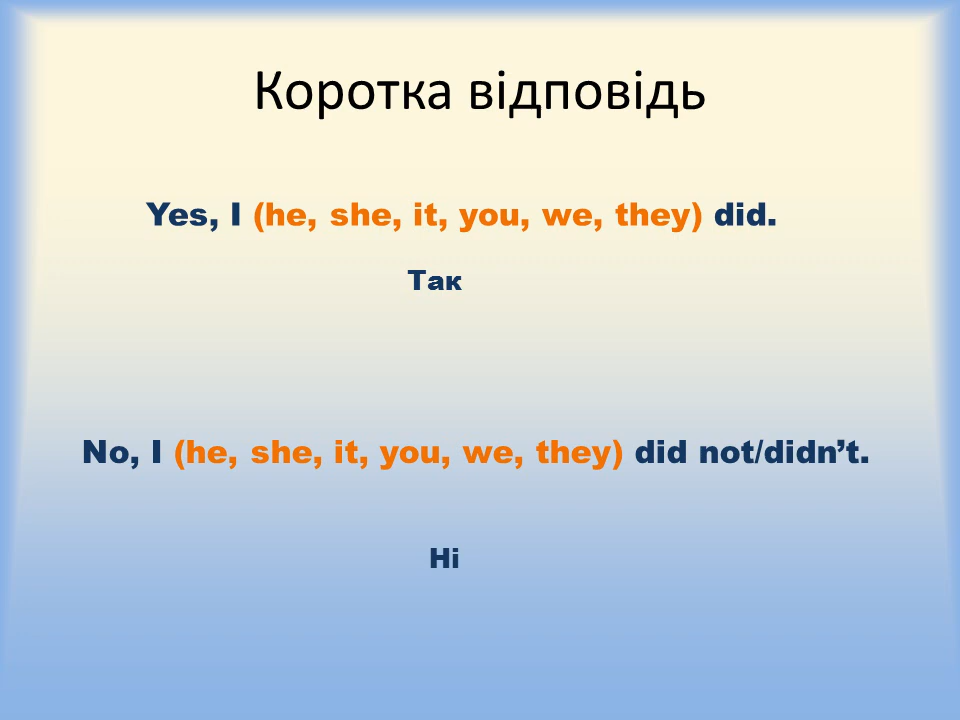 Коротка відповідь
Yes, I (he, she, it, you, we, they) did.
Так
No, I (he, she, it, you, we, they) did not/didn’t.
Ні